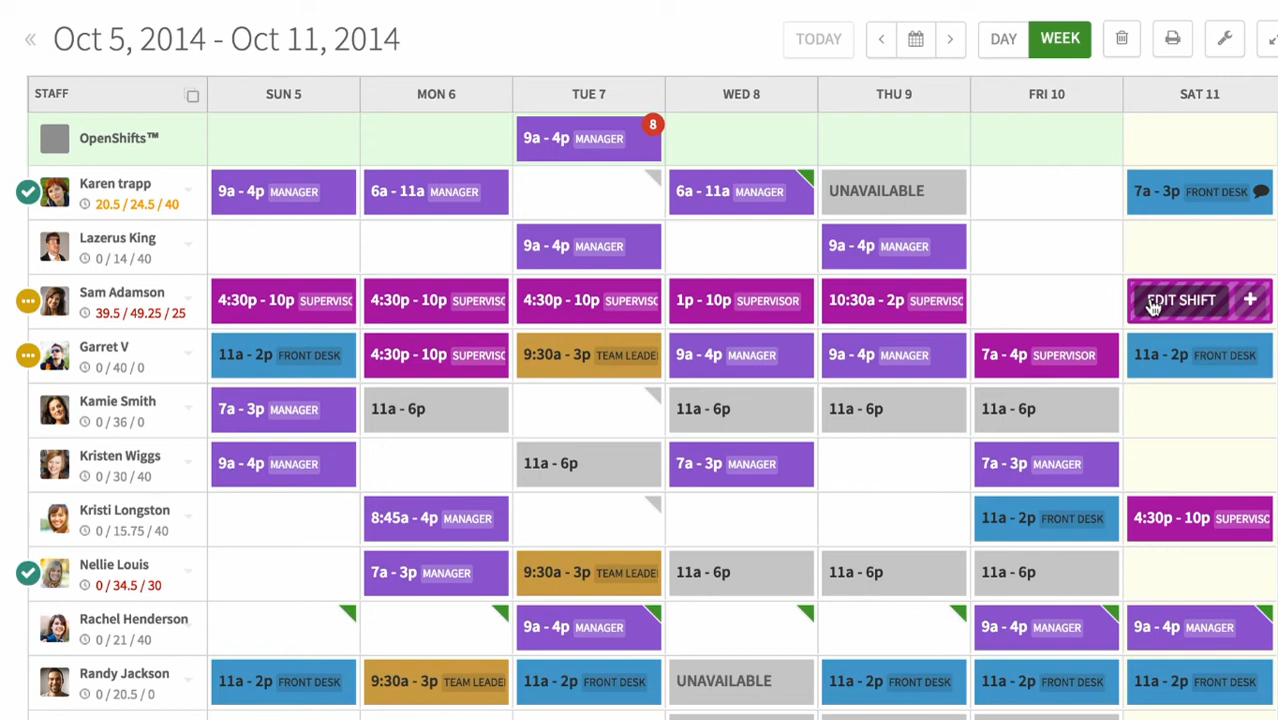 « Oct 5, 2014 - Oct 11, 2014 TODAY < > DAY WEEK
STAFF SUN 5 MON 6 TUE 7 WED 8 THU 9 FRI 10 SAT 11
OpenShifts™ 9a - 4p MANAGER 8
Karen trapp
20.5 / 24.5 / 40
9a - 4p MANAGER 6a - 11a MANAGER 6a - 11a MANAGER UNAVAILABLE 7a - 3p FRONT DESK
Lazerus King
0 / 14 / 40
9a - 4p MANAGER 9a - 4p MANAGER
Sam Adamson
39.5 / 49.25 / 25
4:30p - 10p SUPERVISO 4:30p - 10p SUPERVISO 4:30p - 10p SUPERVISO 1p - 10p SUPERVISOR 10:30a - 2p SUPERVISO EDIT SHIFT +
Garret V
0 / 40 / 0
11a - 2p FRONT DESK 4:30p - 10p SUPERVISO 9:30a - 3p TEAM LEADE 9a - 4p MANAGER 9a - 4p MANAGER 7a - 4p SUPERVISOR 11a - 2p FRONT DESK
Kamie Smith
0 / 36 / 0
7a - 3p MANAGER 11a - 6p 11a - 6p 11a - 6p 11a - 6p
Kristen Wiggs
0 / 30 / 40
9a - 4p MANAGER 11a - 6p 7a - 3p MANAGER 7a - 3p MANAGER
Kristi Longston
0 / 15.75 / 40
8:45a - 4p MANAGER 11a - 2p FRONT DESK 4:30p - 10p SUPERVISO
Nellie Louis
0 / 34.5 / 30
7a - 3p MANAGER 9:30a - 3p TEAM LEADE 11a - 6p 11a - 6p 11a - 6p
Rachel Henderson
0 / 21 / 40
9a - 4p MANAGER 9a - 4p MANAGER 9a - 4p MANAGER
Randy Jackson
0 / 20.5 / 0
11a - 2p FRONT DESK 9:30a - 3p TEAM LEADE 11a - 2p FRONT DESK UNAVAILABLE 11a - 2p FRONT DESK 11a - 2p FRONT DESK 11a - 2p FRONT DESK